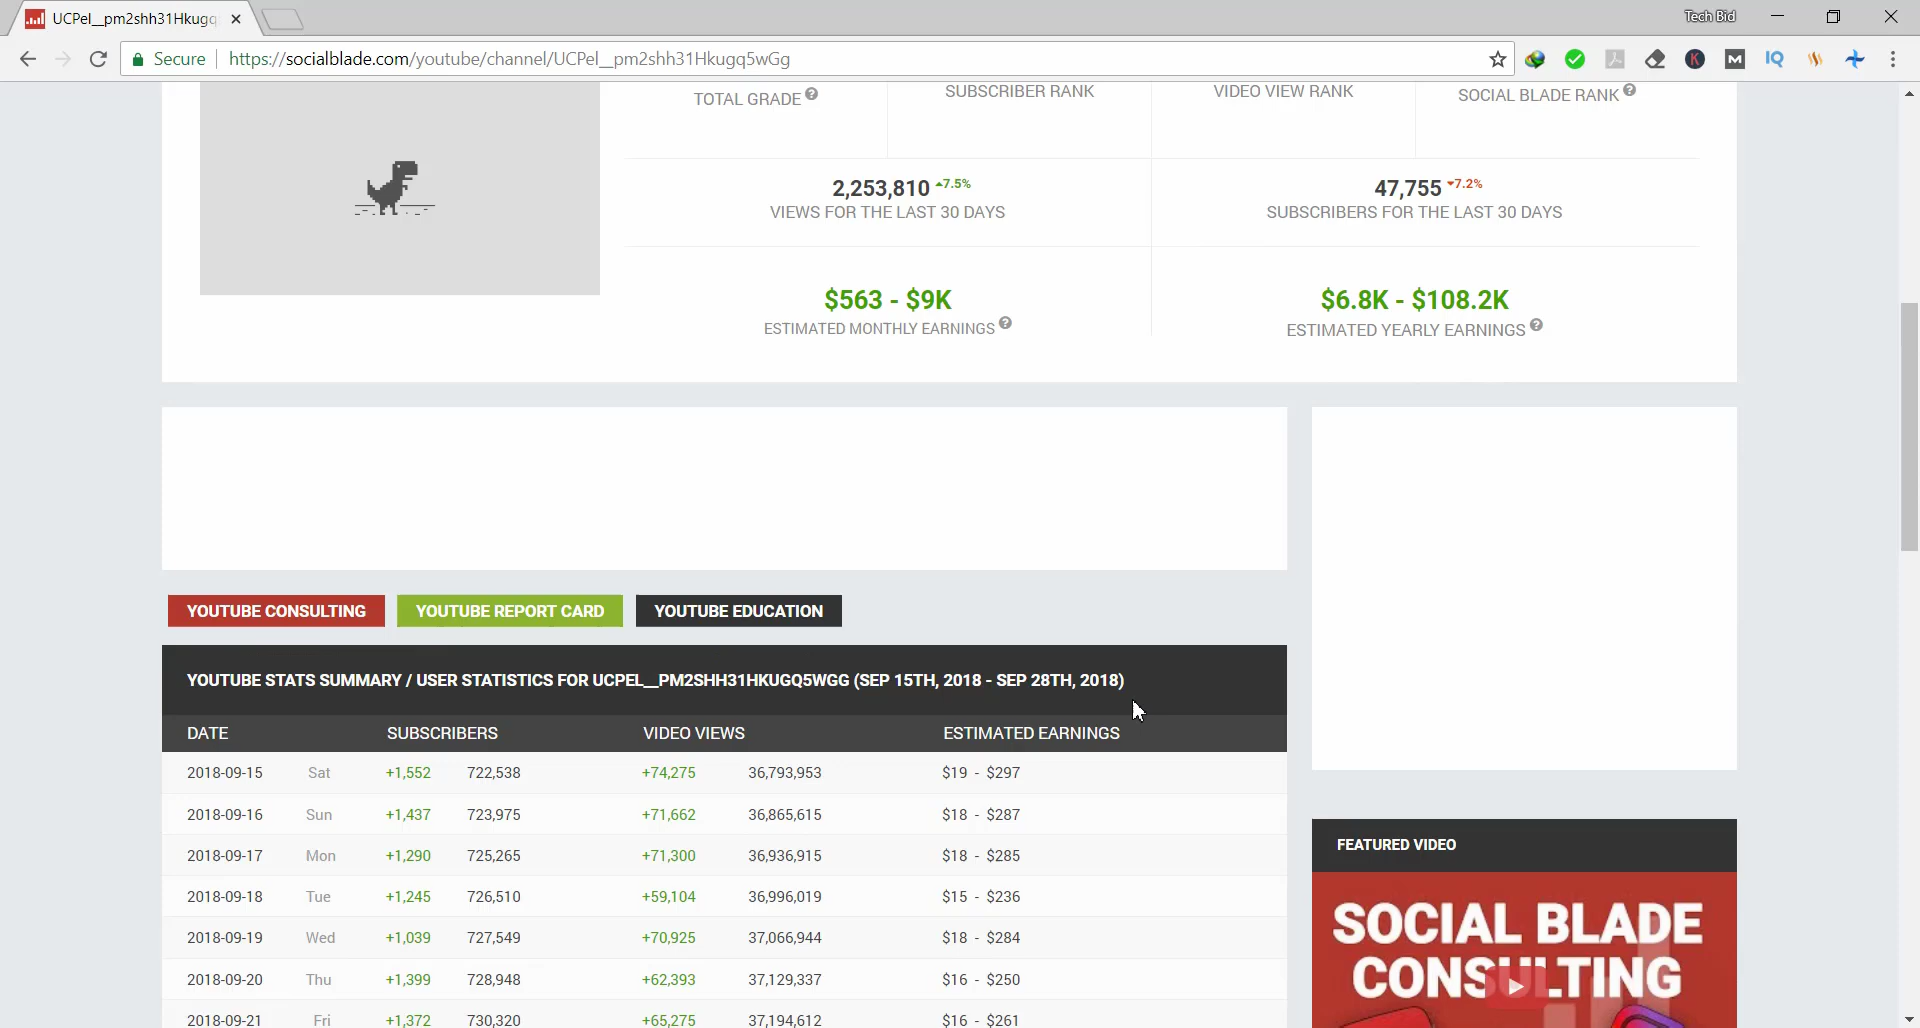 UCPel__pm2shh31Hkugq
Tech Bid
Secure
https://socialblade.com/youtube/channel/UCPel__pm2shh31Hkugq5wGg
K M IQ
TOTAL GRADE ?
SUBSCRIBER RANK
VIDEO VIEW RANK
SOCIAL BLADE RANK ?
2,253,810 7.5%
VIEWS FOR THE LAST 30 DAYS
47,755 7.2%
SUBSCRIBERS FOR THE LAST 30 DAYS
$563 - $9K
ESTIMATED MONTHLY EARNINGS ?
$6.8K - $108.2K
ESTIMATED YEARLY EARNINGS ?
YOUTUBE CONSULTING YOUTUBE REPORT CARD YOUTUBE EDUCATION
YOUTUBE STATS SUMMARY / USER STATISTICS FOR UCPEL__PM2SHH31HKUGQ5WGG (SEP 15TH, 2018 - SEP 28TH, 2018)
DATE SUBSCRIBERS VIDEO VIEWS ESTIMATED EARNINGS
2018-09-15 Sat +1,552 722,538 +74,275 36,793,953 $19 - $297
2018-09-16 Sun +1,437 723,975 +71,662 36,865,615 $18 - $287
2018-09-17 Mon +1,290 725,265 +71,300 36,936,915 $18 - $285
2018-09-18 Tue +1,245 726,510 +59,104 36,996,019 $15 - $236
2018-09-19 Wed +1,039 727,549 +70,925 37,066,944 $18 - $284
2018-09-20 Thu +1,399 728,948 +62,393 37,129,337 $16 - $250
2018-09-21 Fri +1,372 730,320 +65,275 37,194,612 $16 - $261
FEATURED VIDEO
SOCIAL BLADE
CONSULTING